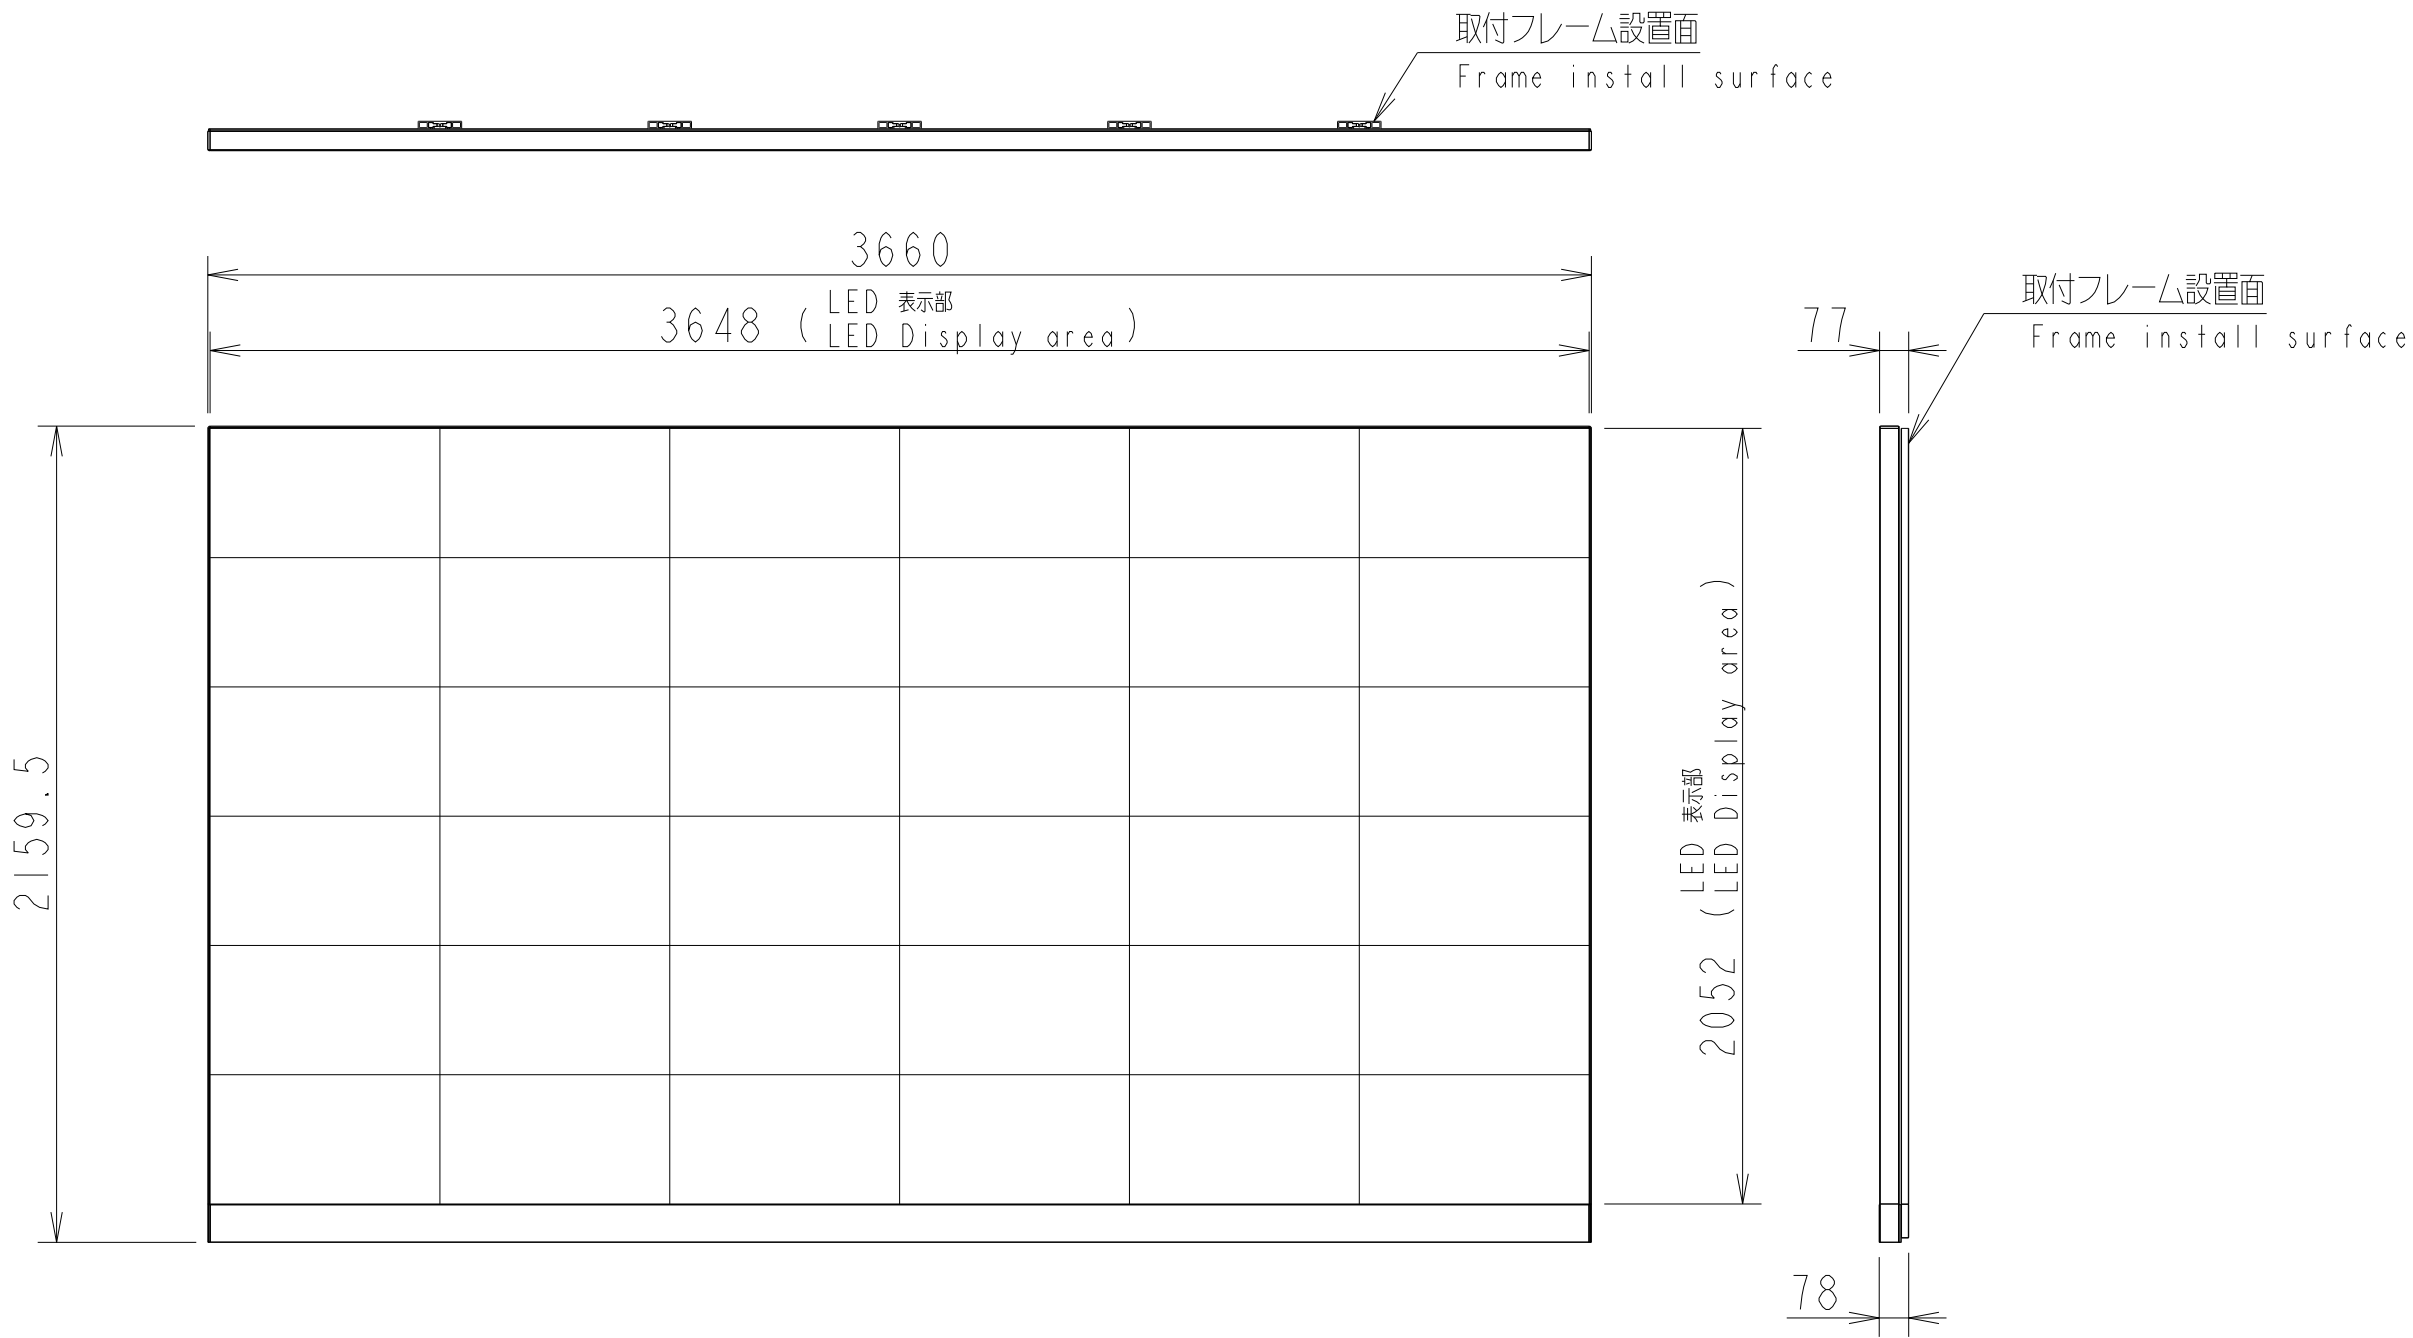 取付フレーム設置面
Frame install surface
3660
LED 表示部
3648 (LED Display area)
取付フレーム設置面
Frame install surface
77
2159.5
LED 表示部
2052 (LED Display area)
78